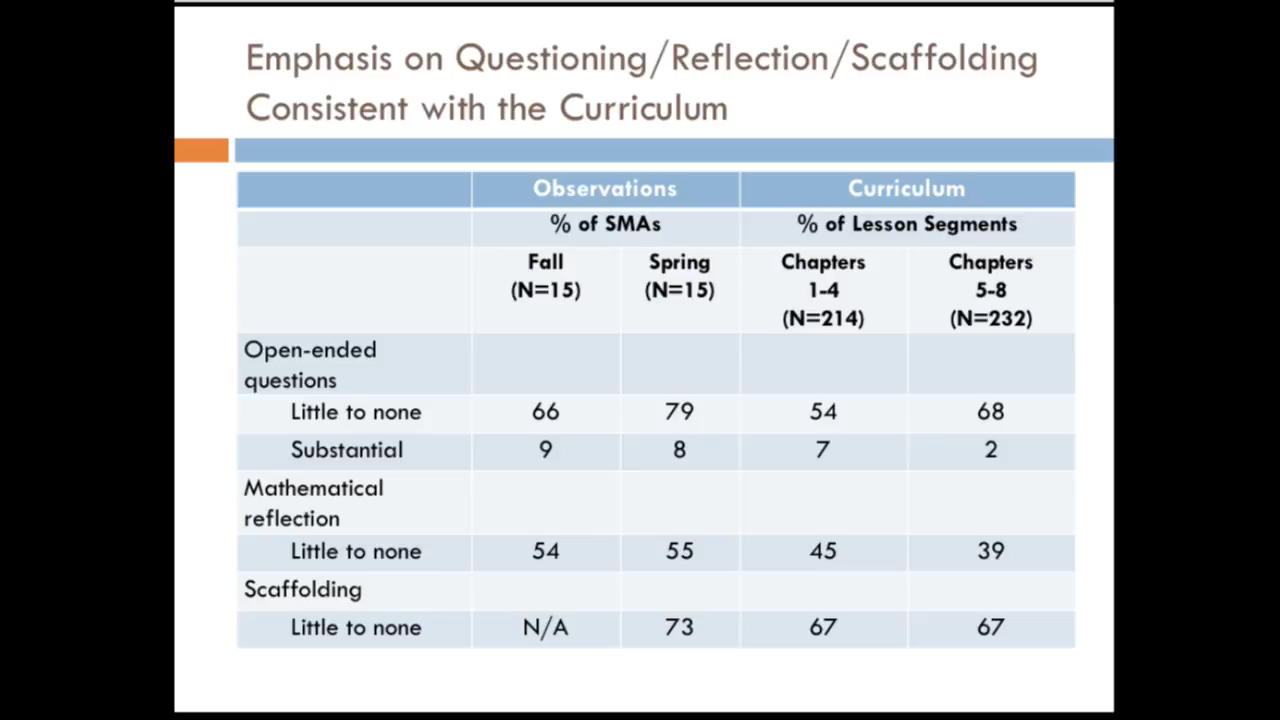 Emphasis on Questioning/Reflection/Scaffolding
Consistent with the Curriculum
Observations Curriculum
% of SMAs % of Lesson Segments
Fall (N=15) Spring (N=15) Chapters 1-4 (N=214) Chapters 5-8 (N=232)
Open-ended questions
Little to none 66 79 54 68
Substantial 9 8 7 2
Mathematical reflection
Little to none 54 55 45 39
Scaffolding
Little to none N/A 73 67 67